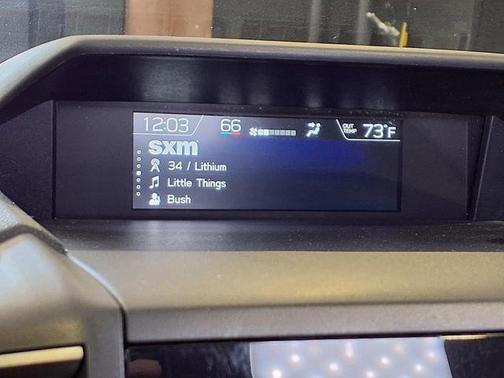 12:03 66 OUT TEMP 73°F
sxm
34 / Lithium
Little Things
Bush